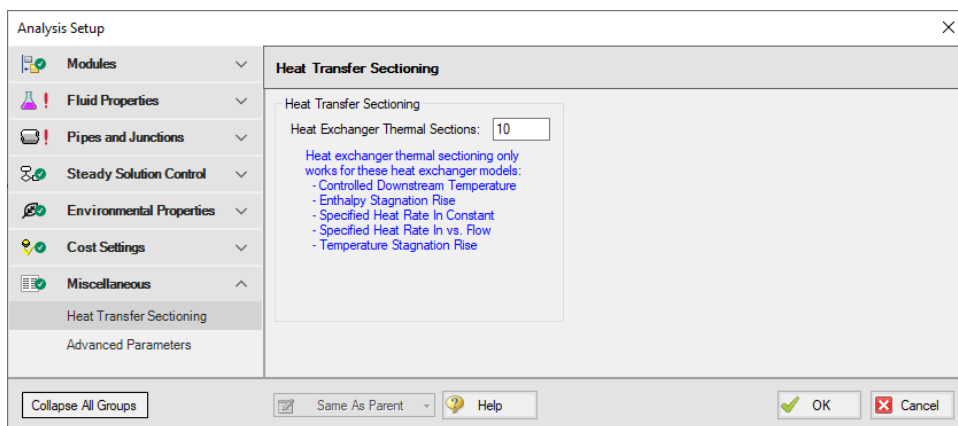 Analysis Setup
Modules
Fluid Properties
Pipes and Junctions
Steady Solution Control
Environmental Properties
Cost Settings
Miscellaneous
Heat Transfer Sectioning
Advanced Parameters
Heat Transfer Sectioning
Heat Transfer Sectioning
Heat Exchanger Thermal Sections: 10
Heat exchanger thermal sectioning only
works for these heat exchanger models:
- Controlled Downstream Temperature
- Enthalpy Stagnation Rise
- Specified Heat Rate In Constant
- Specified Heat Rate In vs. Flow
- Temperature Stagnation Rise
Collapse All Groups
Same As Parent
Help
OK
Cancel